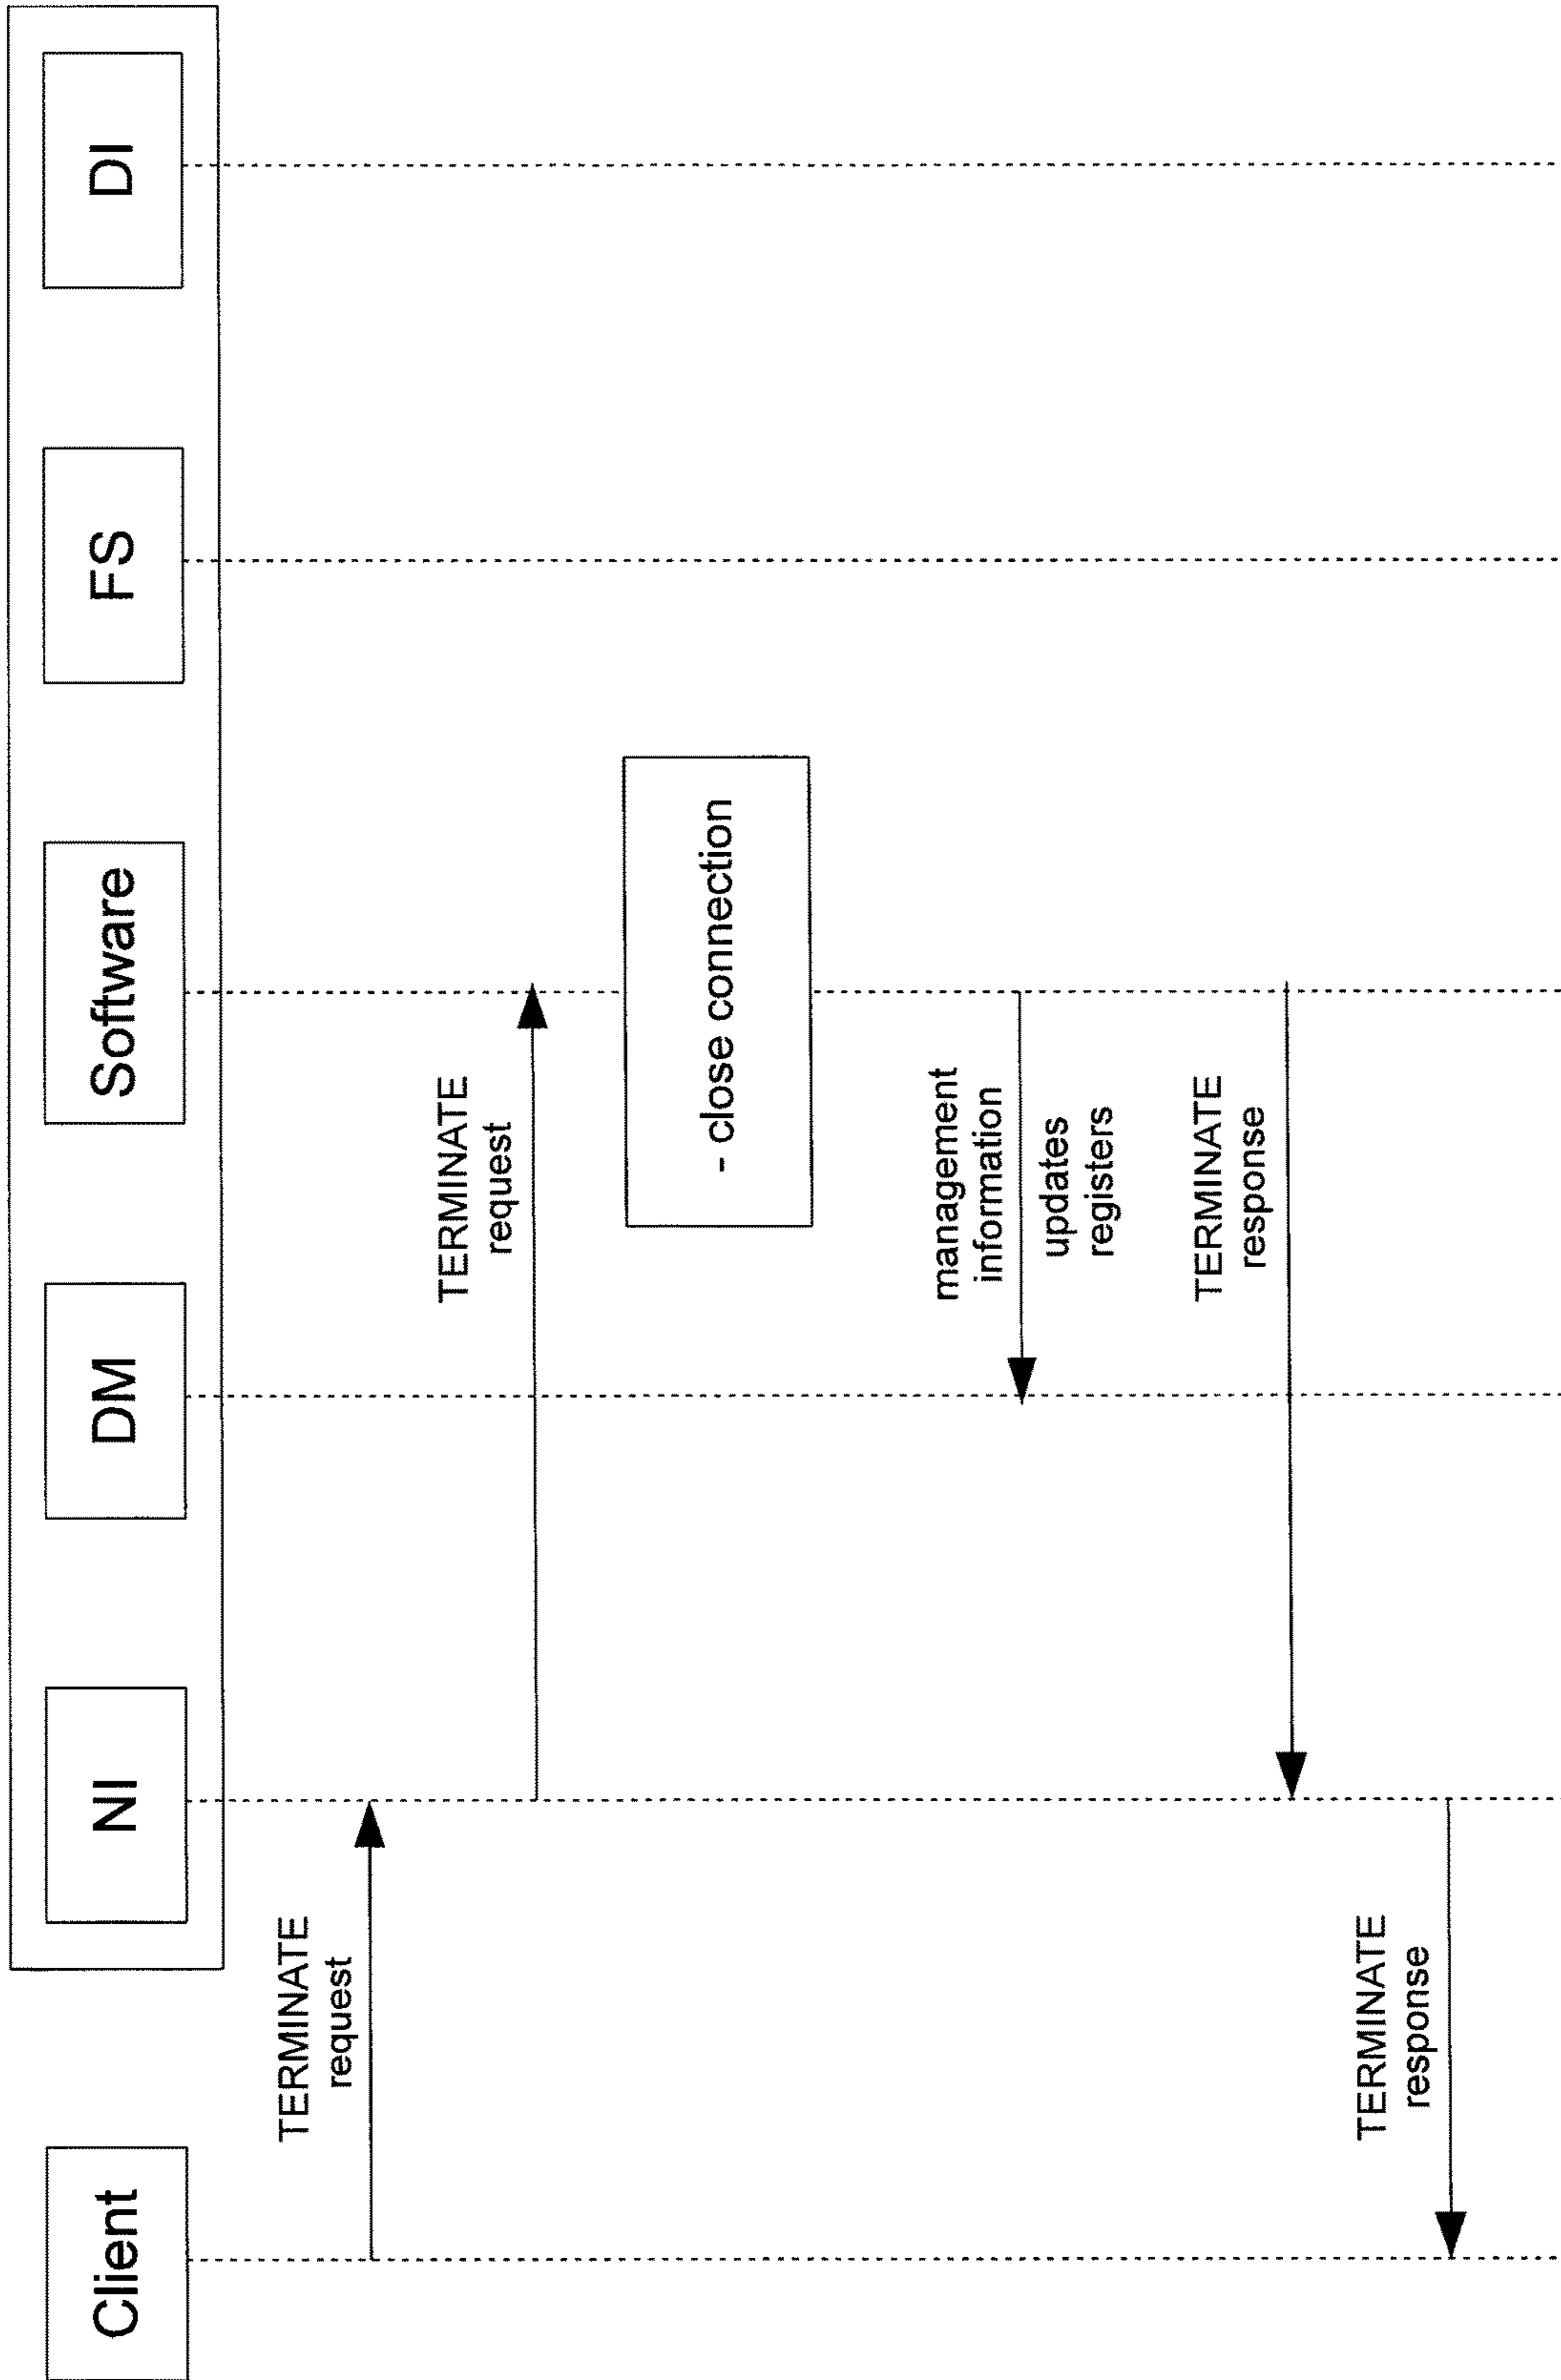 Client
NI
DM
Software
FS
DI
TERMINATE
request
TERMINATE
request
- close connection
management
information
updates
registers
TERMINATE
response
TERMINATE
response